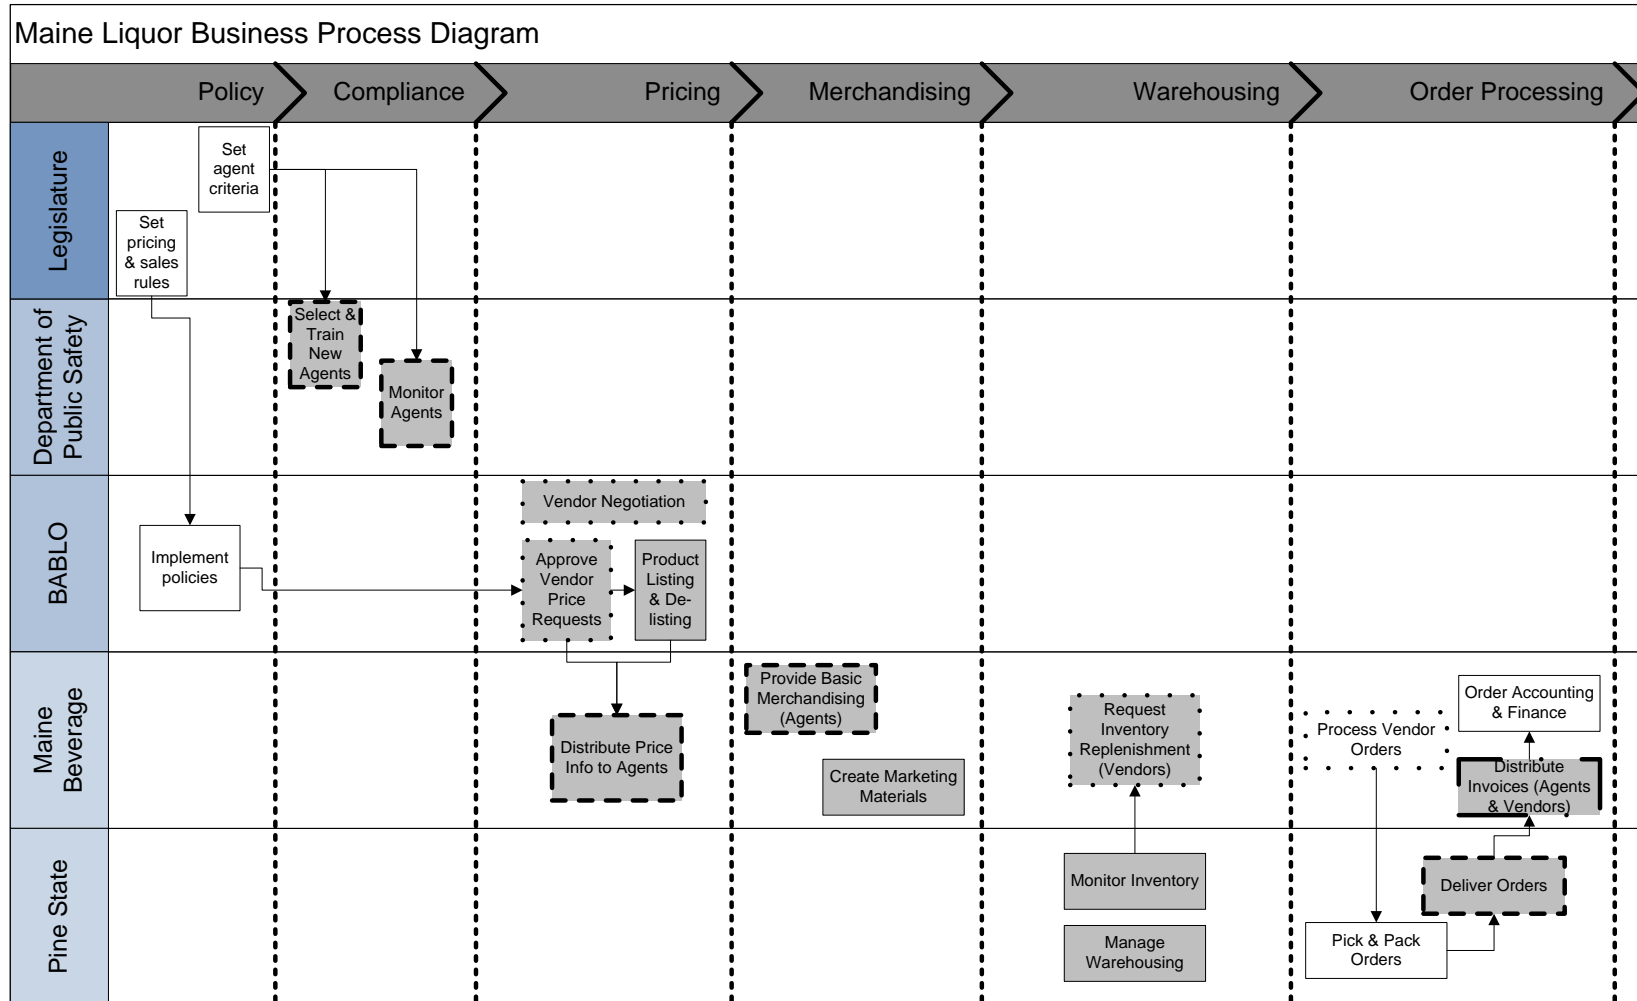 Maine Liquor Business Process Diagram
Policy
Compliance
Pricing
Merchandising
Warehousing
Order Processing
Legislature
Set
agent
criteria
Set
pricing
& sales
rules
Department of
Public Safety
Select &
Train
New
Agents
Monitor
Agents
BABLO
Implement
policies
Vendor Negotiation
Approve
Vendor
Price
Requests
Product
Listing
& De-
listing
Maine
Beverage
Distribute Price
Info to Agents
Provide Basic
Merchandising
(Agents)
Create Marketing
Materials
Request
Inventory
Replenishment
(Vendors)
Process Vendor
Orders
Order Accounting
& Finance
Distribute
Invoices (Agents
& Vendors)
Pine State
Monitor Inventory
Manage
Warehousing
Deliver Orders
Pick & Pack
Orders